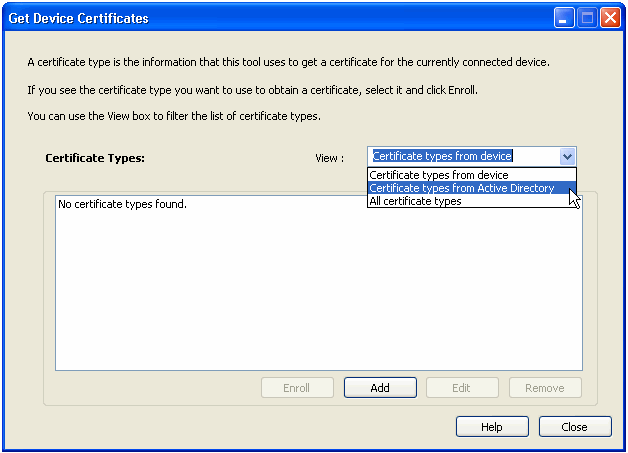 Get Device Certificates
A certificate type is the information that this tool uses to get a certificate for the currently connected device.
If you see the certificate type you want to use to obtain a certificate, select it and click Enroll.
You can use the View box to filter the list of certificate types.
Certificate Types:
View :
Certificate types from device
Certificate types from device
Certificate types from Active Directory
All certificate types
No certificate types found.
Enroll
Add
Edit
Remove
Help
Close